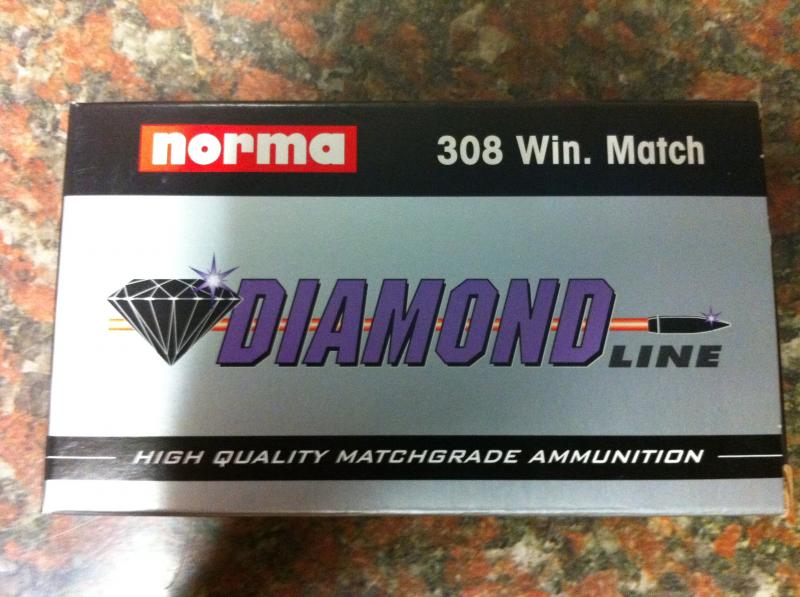 norma 308 Win. Match
DIAMOND
LINE
HIGH QUALITY MATCHGRADE AMMUNITION